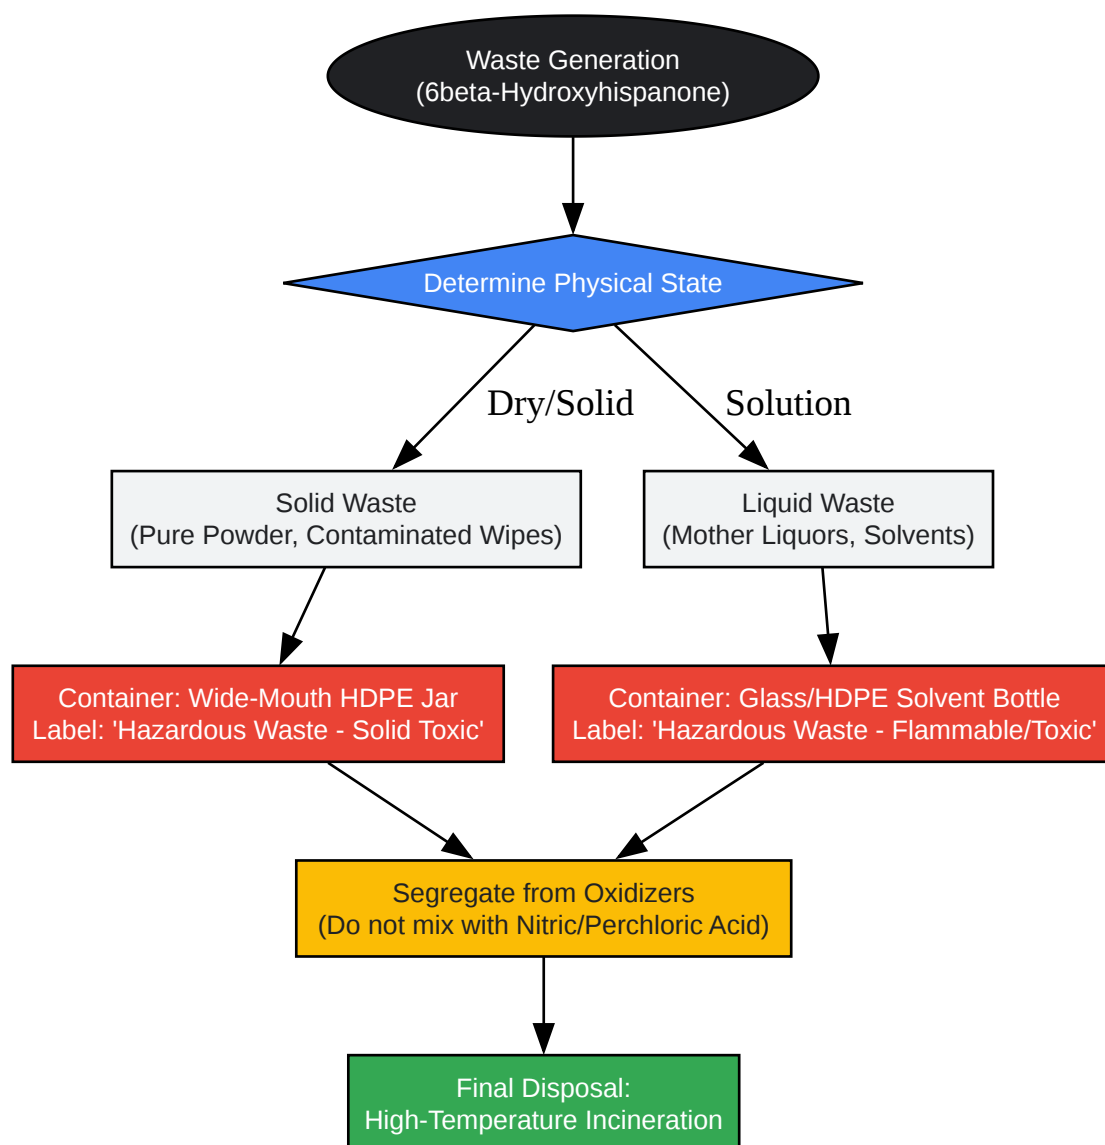 Waste Generation
(6beta-Hydroxyhispanone)
Determine Physical State
Dry/Solid
Solution
Solid Waste
(Pure Powder, Contaminated Wipes)
Liquid Waste
(Mother Liquors, Solvents)
Container: Wide-Mouth HDPE Jar
Label: 'Hazardous Waste - Solid Toxic'
Container: Glass/HDPE Solvent Bottle
Label: 'Hazardous Waste - Flammable/Toxic'
Segregate from Oxidizers
(Do not mix with Nitric/Perchloric Acid)
Final Disposal:
High-Temperature Incineration